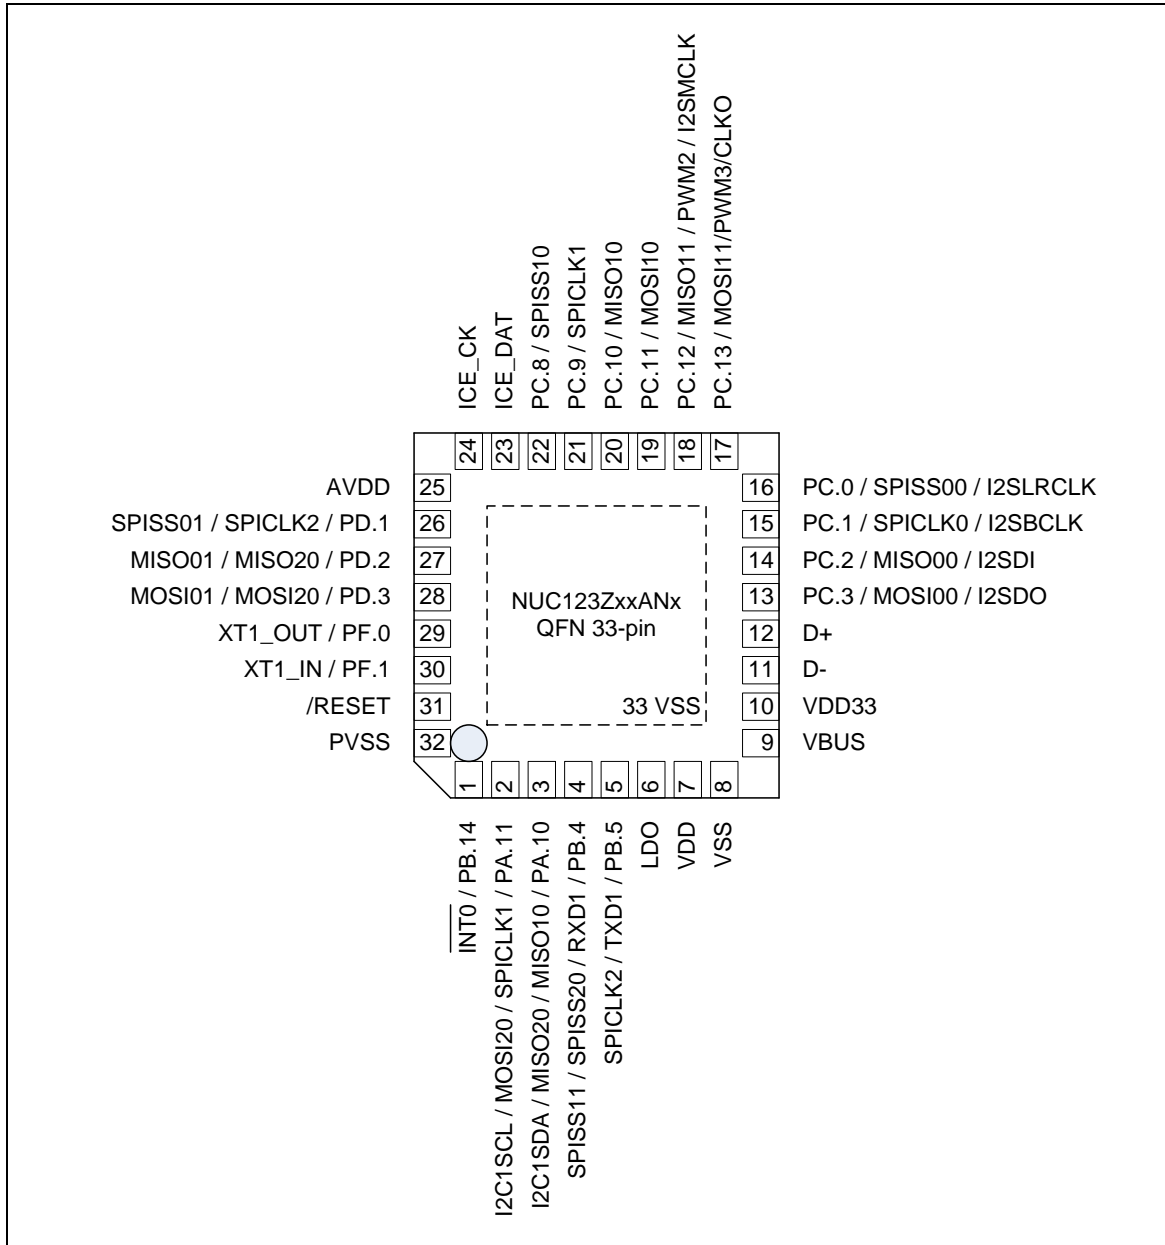 ICE_CK
ICE_DAT
PC.8 / SPISS10
PC.9 / SPICLK1
PC.10 / MISO10
PC.11 / MOSI10
PC.12 / MISO11 / PWM2 / I2SMCLK
PC.13 / MOSI11/PWM3/CLKO
24
23
22
21
20
19
18
17
AVDD
25
SPISS01 / SPICLK2 / PD.1
26
MISO01 / MISO20 / PD.2
27
MOSI01 / MOSI20 / PD.3
28
XT1_OUT / PF.0
29
XT1_IN / PF.1
30
/RESET
31
PVSS
32
NUC123ZxxANx
QFN 33-pin
33 VSS
16
PC.0 / SPISS00 / I2SLRCLK
15
PC.1 / SPICLK0 / I2SBCLK
14
PC.2 / MISO00 / I2SDI
13
PC.3 / MOSI00 / I2SDO
12
D+
11
D-
10
VDD33
9
VBUS
1
2
3
4
5
6
7
8
INT0 / PB.14
I2C1SCL / MOSI20 / SPICLK1 / PA.11
I2C1SDA / MISO20 / MISO10 / PA.10
SPISS11 / SPISS20 / RXD1 / PB.4
SPICLK2 / TXD1 / PB.5
LDO
VDD
VSS